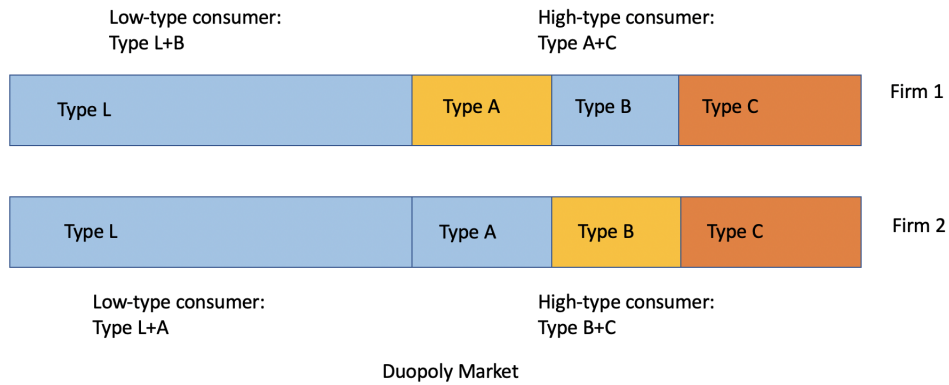 Low-type consumer:
Type L+B
High-type consumer:
Type A+C
Type L
Type A
Type B
Type C
Firm 1
Type L
Type A
Type B
Type C
Firm 2
Low-type consumer:
Type L+A
High-type consumer:
Type B+C
Duopoly Market